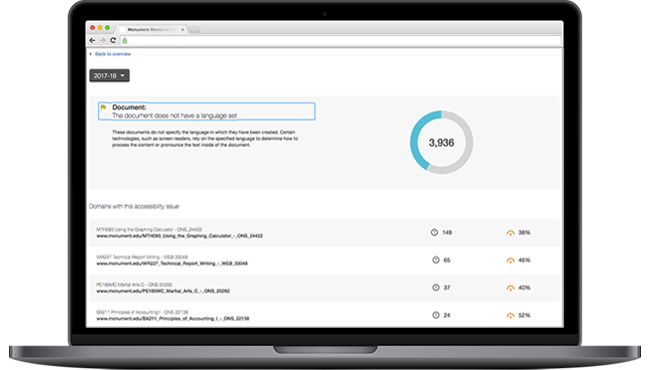 Monument Memorial
Back to overview
2017-18
Document:
The document does not have a language set
These documents do not specify the language in which they have been created. Certain
technologies, such as screen readers, rely on the specified language to determine how to
process the content or pronounce the text inside of the document.
3,936
Domains with this accessibility issue
MTH093 Using the Graphing Calculator - ONS_24422
www.monument.edu/MTH093_Using_the_Graphing_Calculator_-_ONS_24422
149
38%
WR227 Technical Report Writing - WEB 33048
www.monument.edu/WR227_Technical_Report_Writing_-_WEB_33048
65
46%
PE185MC Martial Arts C - ONS 20282
www.monument.edu/PE185MC_Martial_Arts_C_-_ONS_20282
37
40%
BA211 Principles of Accounting I - ONS 22138
www.monument.edu/BA211_Principles_of_Accounting_I_-_ONS_22138
24
52%